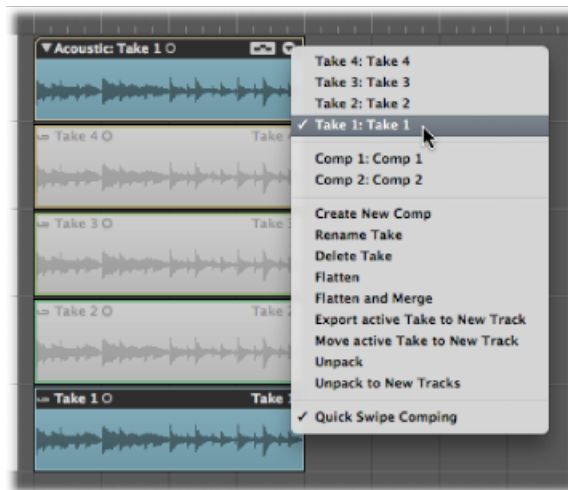 Acoustic: Take 1
Take 4: Take 4
Take 3: Take 3
Take 2: Take 2
✓ Take 1: Take 1
Comp 1: Comp 1
Comp 2: Comp 2
Create New Comp
Rename Take
Delete Take
Flatten
Flatten and Merge
Export active Take to New Track
Move active Take to New Track
Unpack
Unpack to New Tracks
✓ Quick Swipe Comping
Take 4 Take
Take 3 Take
Take 2 Take
Take 1 Take